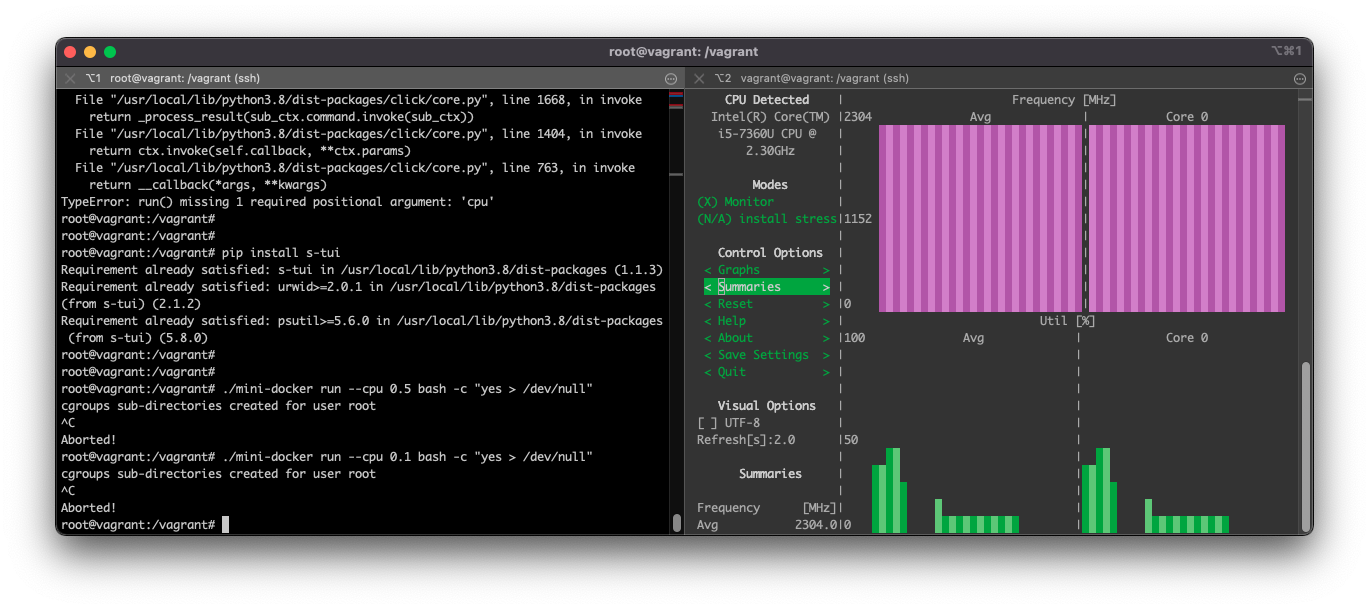 root@vagrant: /vagrant
⌥⌘1
⌥1 root@vagrant: /vagrant (ssh)
File "/usr/local/lib/python3.8/dist-packages/click/core.py", line 1668, in invoke
return _process_result(sub_ctx.command.invoke(sub_ctx))
File "/usr/local/lib/python3.8/dist-packages/click/core.py", line 1404, in invoke
return ctx.invoke(self.callback, **ctx.params)
File "/usr/local/lib/python3.8/dist-packages/click/core.py", line 763, in invoke
return __callback(*args, **kwargs)
TypeError: run() missing 1 required positional argument: 'cpu'
root@vagrant:/vagrant#
root@vagrant:/vagrant#
root@vagrant:/vagrant# pip install s-tui
Requirement already satisfied: s-tui in /usr/local/lib/python3.8/dist-packages (1.1.3)
Requirement already satisfied: urwid>=2.0.1 in /usr/local/lib/python3.8/dist-packages
(from s-tui) (2.1.2)
Requirement already satisfied: psutil>=5.6.0 in /usr/local/lib/python3.8/dist-packages
(from s-tui) (5.8.0)
root@vagrant:/vagrant#
root@vagrant:/vagrant#
root@vagrant:/vagrant# ./mini-docker run --cpu 0.5 bash -c "yes > /dev/null"
cgroups sub-directories created for user root
^C
Aborted!
root@vagrant:/vagrant# ./mini-docker run --cpu 0.1 bash -c "yes > /dev/null"
cgroups sub-directories created for user root
^C
Aborted!
root@vagrant:/vagrant#
⌥2 vagrant@vagrant: /vagrant (ssh)
CPU Detected
Intel(R) Core(TM)
i5-7360U CPU @
2.30GHz
Modes
(X) Monitor
(N/A) install stress
Control Options
< Graphs >
< Summaries >
< Reset >
< Help >
< About >
< Save Settings >
< Quit >
Visual Options
[ ] UTF-8
Refresh[s]:2.0
Summaries
Frequency [MHz]
Avg 2304.0
Frequency [MHz]
2304 Avg Core 0
1152
0
Util [%]
100 Avg Core 0
50
0